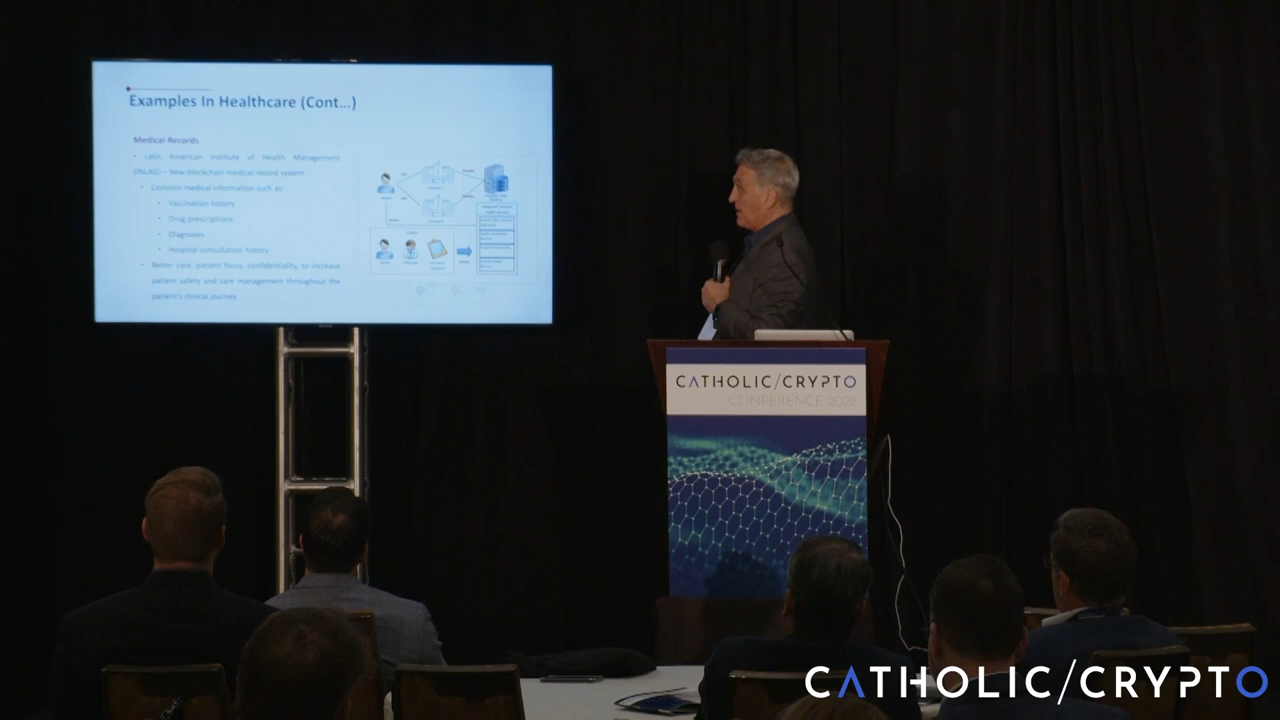 Examples In Healthcare (Cont...)
Medical Records
• Latin American Institute of Health Management
– New blockchain medical record system
• Contains medical information such as
• Vaccination history
• Drug prescriptions
• Diagnoses
• Hospital consultation history
• Better care, patient focus, confidentiality, to increase
patient safety and care management throughout the
patient's clinical journey.
CATHOLIC/CRYPTO
CONFERENCE 2022
CATHOLIC/CRYPTO